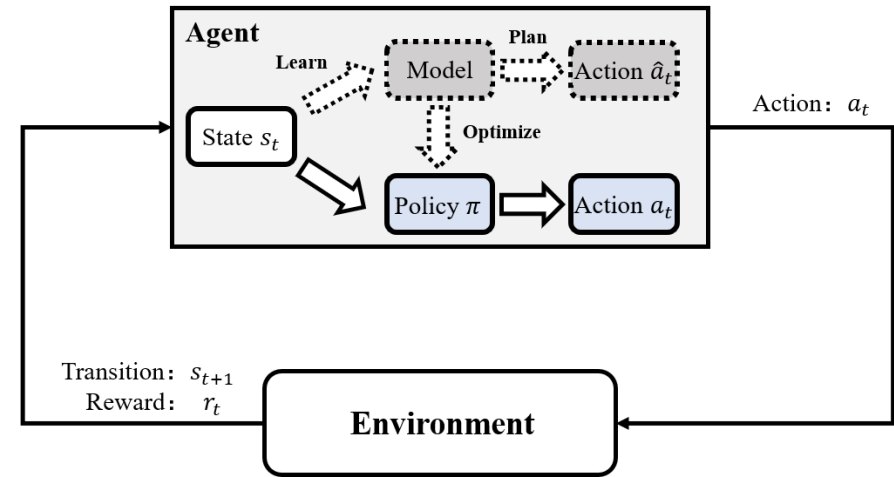 Agent
Learn
Plan
Model
Action â_t
State s_t
Optimize
Policy π
Action a_t
Action： a_t
Transition： s_{t+1}
Reward： r_t
Environment